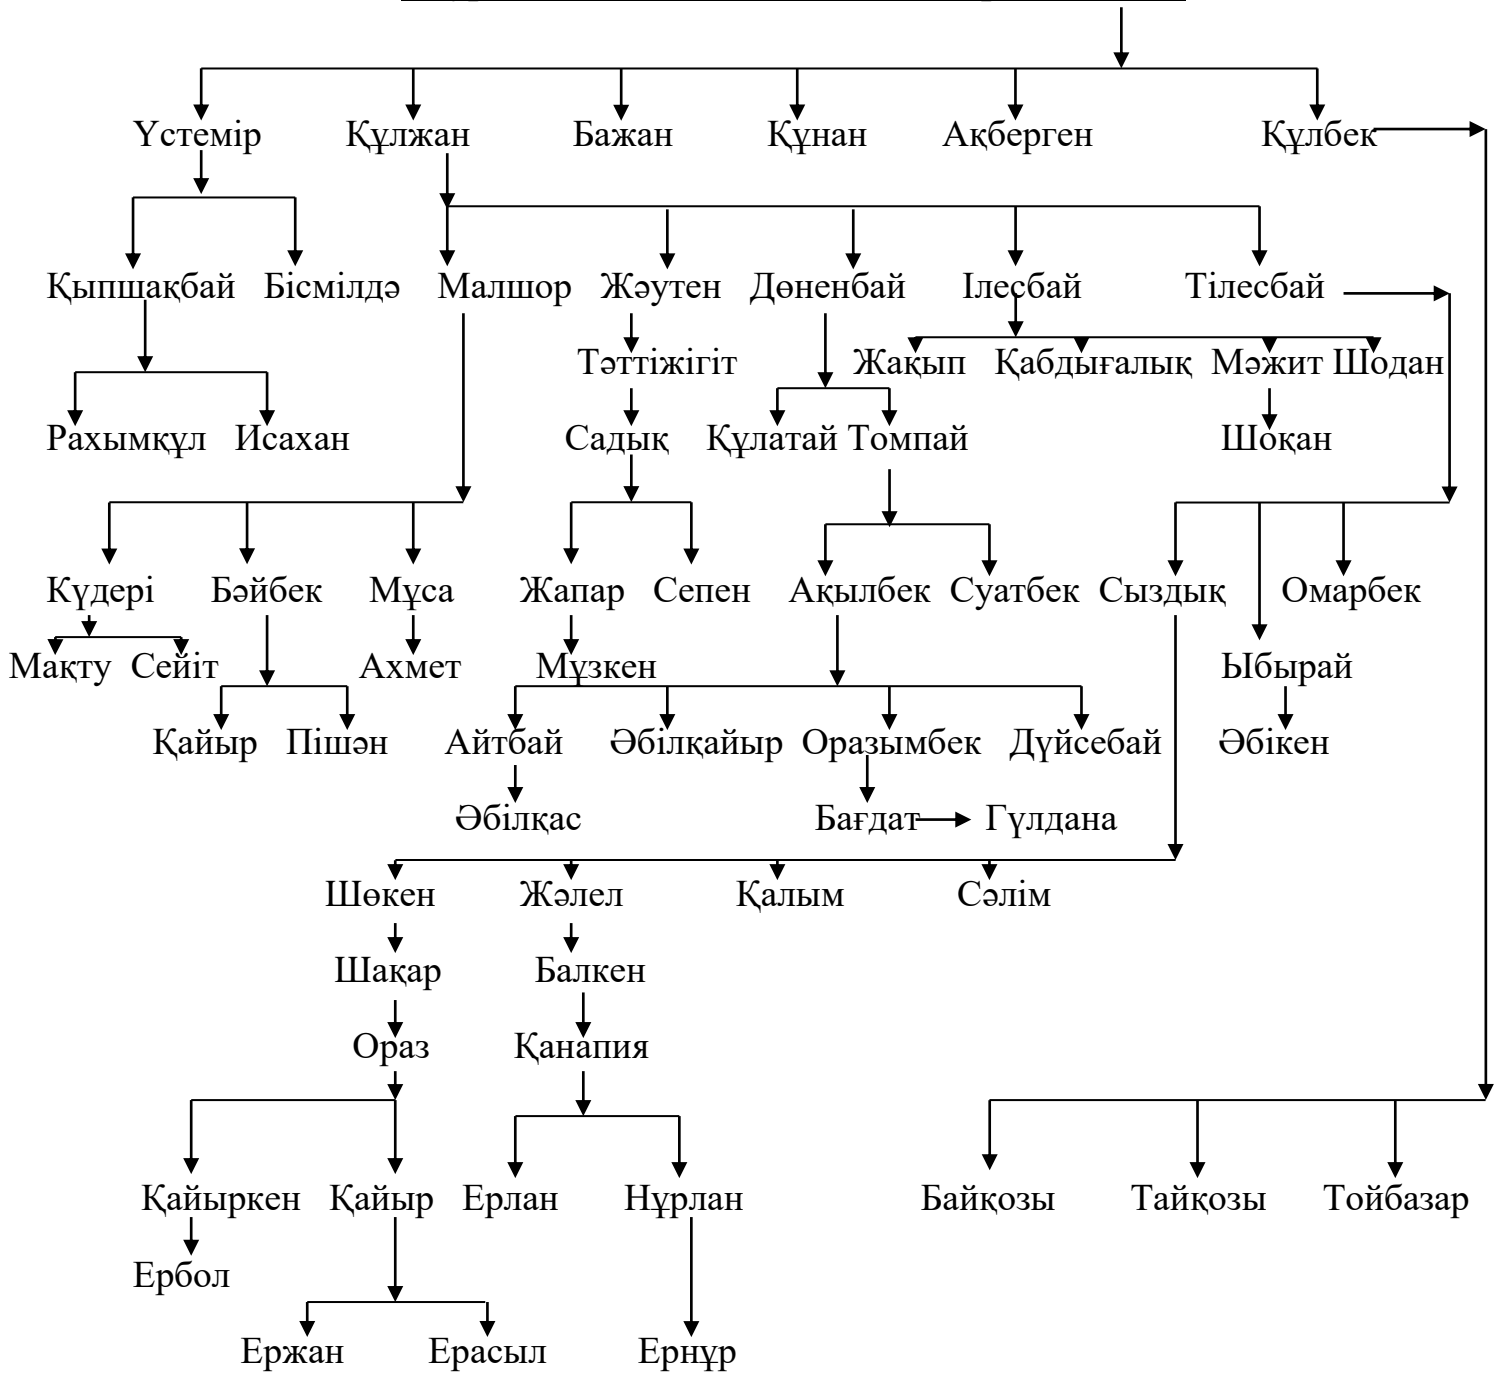 Үстемір Құлжан Бажан Құнан Ақберген Құлбек
Қыпшақбай Бісмілдә Малшор Жәутен Дөненбай Ілесбай Тілесбай
Тәттіжігіт Жақып Қабдығалық Мәжит Шодан
Рахымқұл Исахан Садық Құлатай Томпай Шоқан
Күдері Бәйбек Мұса Жапар Сепен Ақылбек Суатбек Сыздық Омарбек
Мақту Сейіт Ахмет Мұзкен Ыбырай
Қайыр Пішән Айтбай Әбілқайыр Оразымбек Дүйсебай Әбікен
Әбілқас Бағдат Гүлдана
Шөкен Жәлел Қалым Сәлім
Шақар Балкен
Ораз Қанапия
Қайыркен Қайыр Ерлан Нұрлан Байқозы Тайқозы Тойбазар
Ербол
Ержан Ерасыл Ернұр